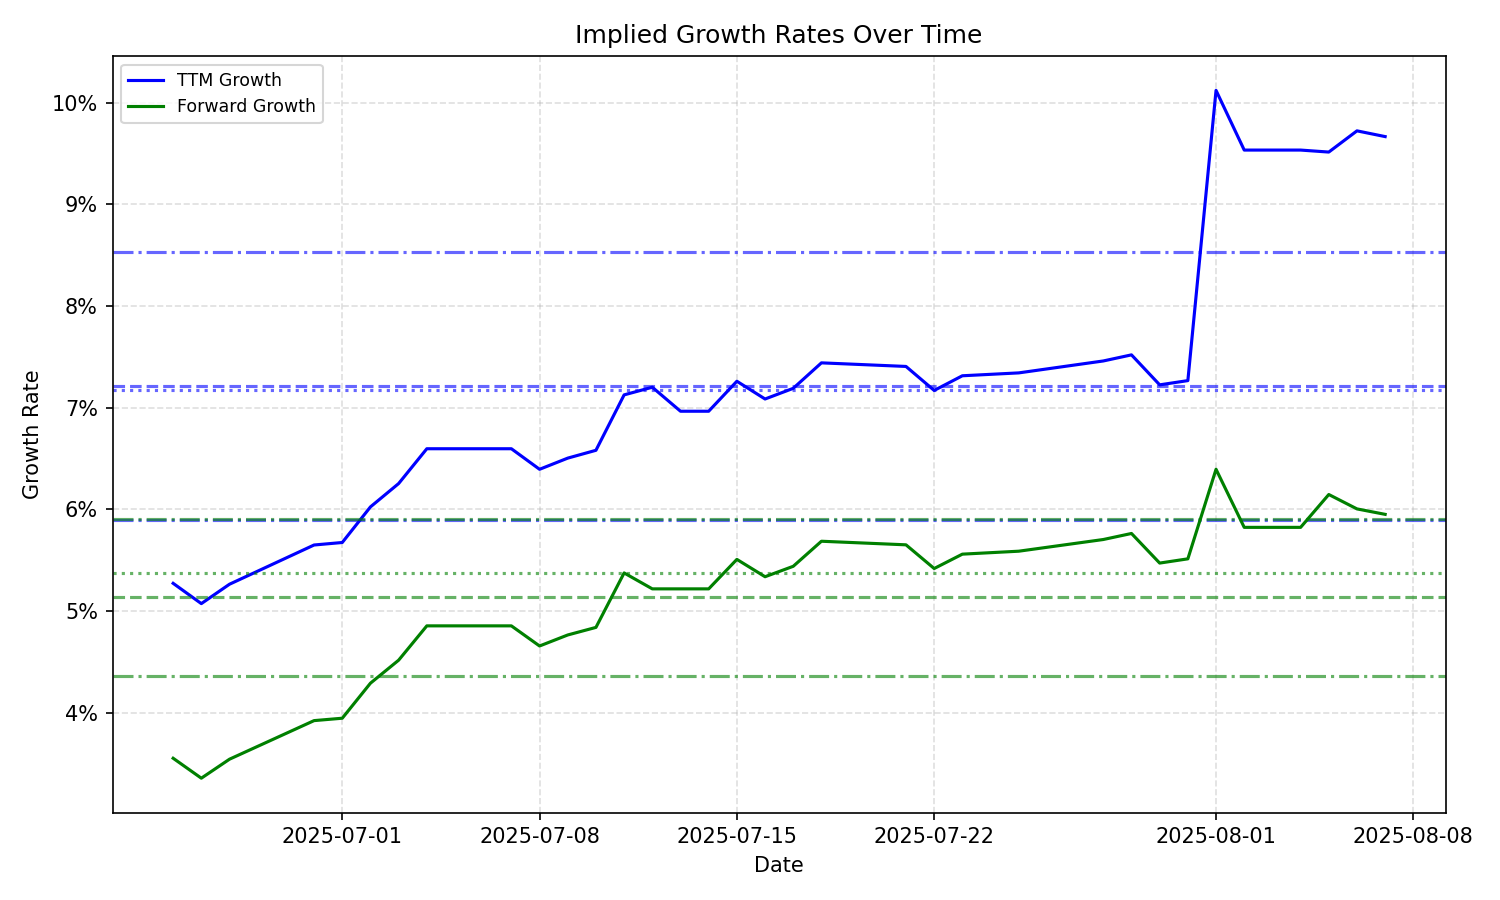 Implied Growth Rates Over Time
TTM Growth
Forward Growth
10%
9%
8%
7%
6%
5%
4%
Growth Rate
2025-07-01
2025-07-08
2025-07-15
2025-07-22
2025-08-01
2025-08-08
Date